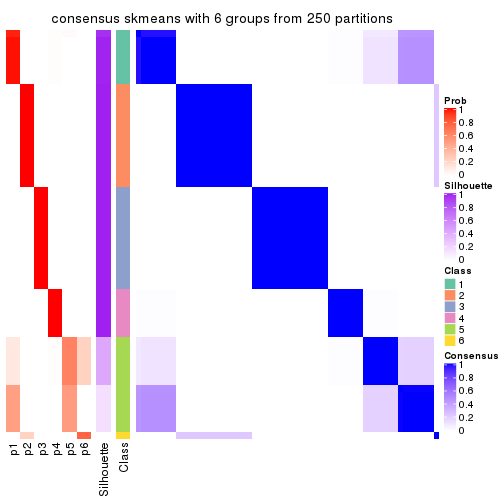 consensus skmeans with 6 groups from 250 partitions
Prob
1
0.8
0.6
0.4
0.2
0
Silhouette
1
0.8
0.6
0.4
0.2
0
Class
1
2
3
4
5
6
Consensus
1
0.8
0.6
0.4
0.2
0
p1
p2
p3
p4
p5
p6
Silhouette
Class